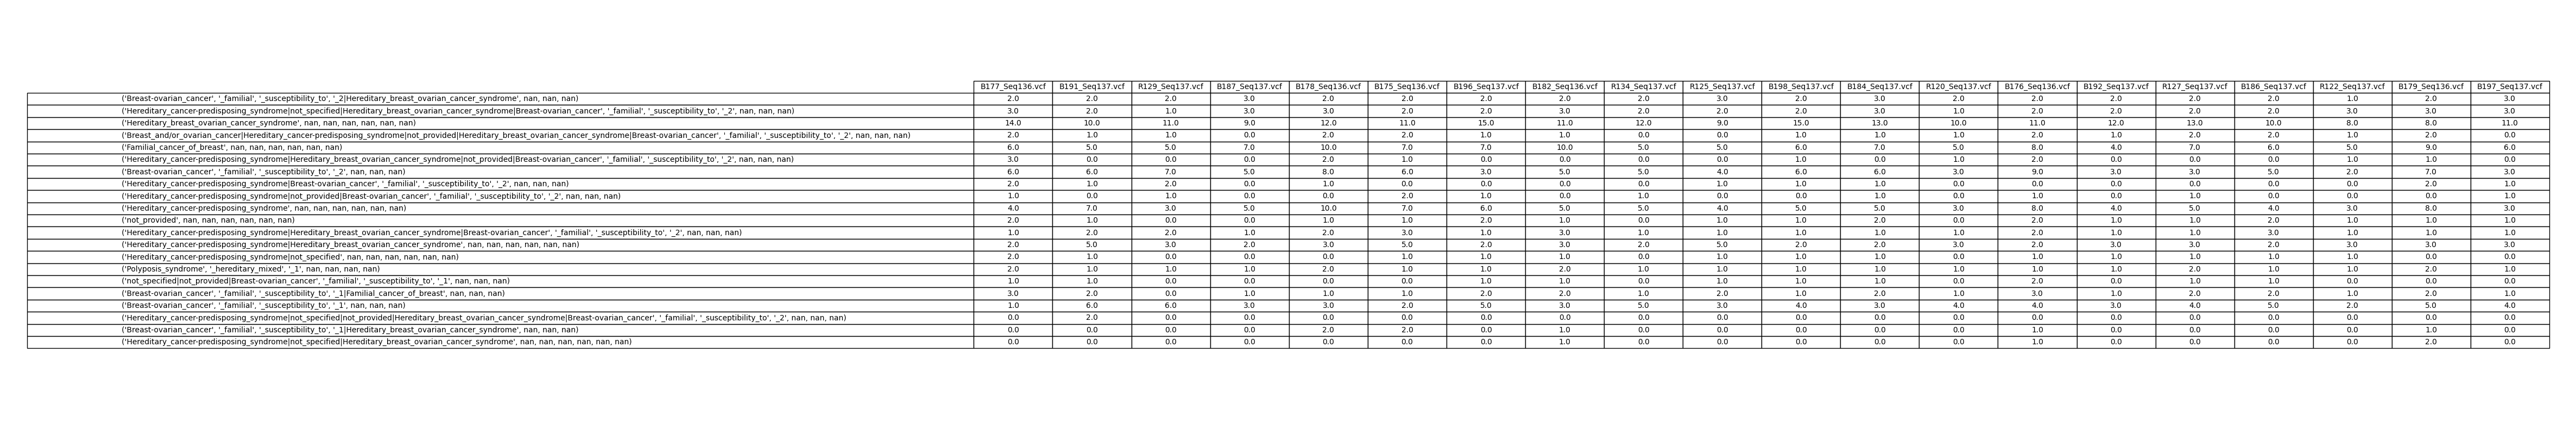 B177_Seq136.vcf B191_Seq137.vcf R129_Seq137.vcf B187_Seq137.vcf B178_Seq136.vcf B175_Seq136.vcf B196_Seq137.vcf B182_Seq136.vcf R134_Seq137.vcf R125_Seq137.vcf B198_Seq137.vcf B184_Seq137.vcf R120_Seq137.vcf B176_Seq136.vcf B192_Seq137.vcf R127_Seq137.vcf B186_Seq137.vcf R122_Seq137.vcf B179_Seq136.vcf B197_Seq137.vcf
('Breast-ovarian_cancer', '_familial', '_susceptibility_to', '_2|Hereditary_breast_ovarian_cancer_syndrome', nan, nan, nan) 2.0 2.0 2.0 3.0 2.0 2.0 2.0 2.0 2.0 3.0 2.0 3.0 2.0 2.0 2.0 2.0 2.0 1.0 2.0 3.0
('Hereditary_cancer-predisposing_syndrome|not_specified|Hereditary_breast_ovarian_cancer_syndrome|Breast-ovarian_cancer', '_familial', '_susceptibility_to', '_2', nan, nan, nan) 3.0 2.0 1.0 3.0 3.0 2.0 2.0 3.0 2.0 2.0 2.0 3.0 1.0 2.0 2.0 2.0 2.0 3.0 3.0 3.0
('Hereditary_breast_ovarian_cancer_syndrome', nan, nan, nan, nan, nan, nan) 14.0 10.0 11.0 9.0 12.0 11.0 15.0 11.0 12.0 9.0 15.0 13.0 10.0 11.0 12.0 13.0 10.0 8.0 8.0 11.0
('Breast_and/or_ovarian_cancer|Hereditary_cancer-predisposing_syndrome|not_provided|Hereditary_breast_ovarian_cancer_syndrome|Breast-ovarian_cancer', '_familial', '_susceptibility_to', '_2', nan, nan, nan) 2.0 1.0 1.0 0.0 2.0 2.0 1.0 1.0 0.0 0.0 1.0 1.0 1.0 2.0 1.0 2.0 2.0 1.0 2.0 0.0
('Familial_cancer_of_breast', nan, nan, nan, nan, nan, nan) 6.0 5.0 5.0 7.0 10.0 7.0 7.0 10.0 5.0 5.0 6.0 7.0 5.0 8.0 4.0 7.0 6.0 5.0 9.0 6.0
('Hereditary_cancer-predisposing_syndrome|Hereditary_breast_ovarian_cancer_syndrome|not_provided|Breast-ovarian_cancer', '_familial', '_susceptibility_to', '_2', nan, nan, nan) 3.0 0.0 0.0 0.0 2.0 1.0 0.0 0.0 0.0 0.0 1.0 0.0 1.0 2.0 0.0 0.0 0.0 1.0 1.0 0.0
('Breast-ovarian_cancer', '_familial', '_susceptibility_to', '_2', nan, nan, nan) 6.0 6.0 7.0 5.0 8.0 6.0 3.0 5.0 5.0 4.0 6.0 6.0 3.0 9.0 3.0 3.0 5.0 2.0 7.0 3.0
('Hereditary_cancer-predisposing_syndrome|Breast-ovarian_cancer', '_familial', '_susceptibility_to', '_2', nan, nan, nan) 2.0 1.0 2.0 0.0 1.0 0.0 0.0 0.0 0.0 1.0 1.0 1.0 0.0 0.0 0.0 0.0 0.0 0.0 2.0 1.0
('Hereditary_cancer-predisposing_syndrome|not_provided|Breast-ovarian_cancer', '_familial', '_susceptibility_to', '_2', nan, nan, nan) 1.0 0.0 1.0 0.0 0.0 2.0 1.0 0.0 1.0 0.0 0.0 0.0 0.0 1.0 0.0 1.0 0.0 0.0 0.0 1.0
('Hereditary_cancer-predisposing_syndrome', nan, nan, nan, nan, nan, nan) 4.0 7.0 3.0 5.0 10.0 7.0 6.0 5.0 5.0 4.0 5.0 5.0 3.0 8.0 4.0 5.0 4.0 3.0 8.0 3.0
('not_provided', nan, nan, nan, nan, nan, nan) 2.0 1.0 0.0 0.0 1.0 1.0 2.0 1.0 0.0 1.0 1.0 2.0 0.0 2.0 1.0 1.0 2.0 1.0 1.0 1.0
('Hereditary_cancer-predisposing_syndrome|Hereditary_breast_ovarian_cancer_syndrome|Breast-ovarian_cancer', '_familial', '_susceptibility_to', '_2', nan, nan, nan) 1.0 2.0 2.0 1.0 2.0 3.0 1.0 3.0 1.0 1.0 1.0 1.0 1.0 2.0 1.0 1.0 3.0 1.0 1.0 1.0
('Hereditary_cancer-predisposing_syndrome|Hereditary_breast_ovarian_cancer_syndrome', nan, nan, nan, nan, nan, nan) 2.0 5.0 3.0 2.0 3.0 5.0 2.0 3.0 2.0 5.0 2.0 2.0 3.0 2.0 3.0 3.0 2.0 3.0 3.0 3.0
('Hereditary_cancer-predisposing_syndrome|not_specified', nan, nan, nan, nan, nan, nan) 2.0 1.0 0.0 0.0 0.0 1.0 1.0 1.0 0.0 1.0 1.0 1.0 0.0 1.0 1.0 1.0 1.0 1.0 0.0 0.0
('Polyposis_syndrome', '_hereditary_mixed', '_1', nan, nan, nan, nan) 2.0 1.0 1.0 1.0 2.0 1.0 1.0 2.0 1.0 1.0 1.0 1.0 1.0 1.0 1.0 2.0 1.0 1.0 2.0 1.0
('not_specified|not_provided|Breast-ovarian_cancer', '_familial', '_susceptibility_to', '_1', nan, nan, nan) 1.0 1.0 0.0 0.0 0.0 0.0 1.0 1.0 0.0 1.0 1.0 1.0 0.0 2.0 0.0 1.0 1.0 0.0 0.0 0.0
('Breast-ovarian_cancer', '_familial', '_susceptibility_to', '_1|Familial_cancer_of_breast', nan, nan, nan) 3.0 2.0 0.0 1.0 1.0 1.0 2.0 2.0 1.0 2.0 1.0 2.0 1.0 3.0 1.0 2.0 2.0 1.0 2.0 1.0
('Breast-ovarian_cancer', '_familial', '_susceptibility_to', '_1', nan, nan, nan) 1.0 6.0 6.0 3.0 3.0 2.0 5.0 3.0 5.0 3.0 4.0 3.0 4.0 4.0 3.0 4.0 5.0 2.0 5.0 4.0
('Hereditary_cancer-predisposing_syndrome|not_specified|not_provided|Hereditary_breast_ovarian_cancer_syndrome|Breast-ovarian_cancer', '_familial', '_susceptibility_to', '_2', nan, nan, nan) 0.0 2.0 0.0 0.0 0.0 0.0 0.0 0.0 0.0 0.0 0.0 0.0 0.0 0.0 0.0 0.0 0.0 0.0 0.0 0.0
('Breast-ovarian_cancer', '_familial', '_susceptibility_to', '_1|Hereditary_breast_ovarian_cancer_syndrome', nan, nan, nan) 0.0 0.0 0.0 0.0 2.0 2.0 0.0 1.0 0.0 0.0 0.0 0.0 0.0 1.0 0.0 0.0 0.0 0.0 1.0 0.0
('Hereditary_cancer-predisposing_syndrome|not_specified|Hereditary_breast_ovarian_cancer_syndrome', nan, nan, nan, nan, nan, nan) 0.0 0.0 0.0 0.0 0.0 0.0 0.0 1.0 0.0 0.0 0.0 0.0 0.0 1.0 0.0 0.0 0.0 0.0 2.0 0.0